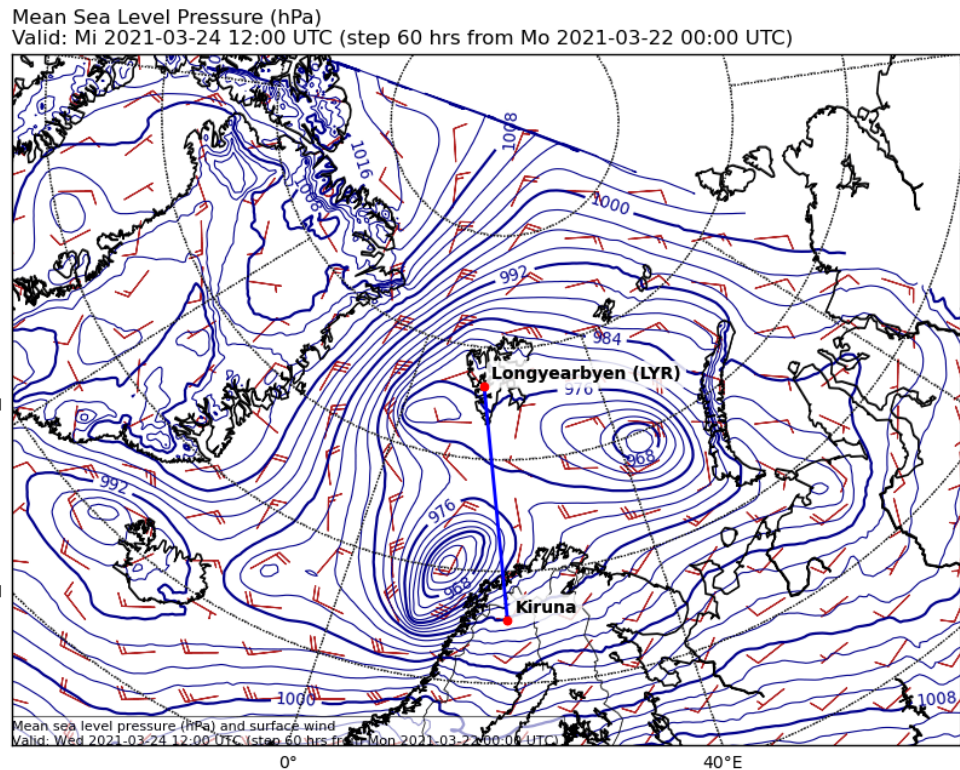 Mean Sea Level Pressure (hPa)
Valid: Mi 2021-03-24 12:00 UTC (step 60 hrs from Mo 2021-03-22 00:00 UTC)
1008
1016
1000
992
984
Longyearbyen (LYR)
976
968
992
976
968
Kiruna
1000
1008
Mean sea level pressure (hPa) and surface wind
Valid: Wed 2021-03-24 12:00 UTC (step 60 hrs from Mon 2021-03-22 00:00 UTC)
0°
40°E